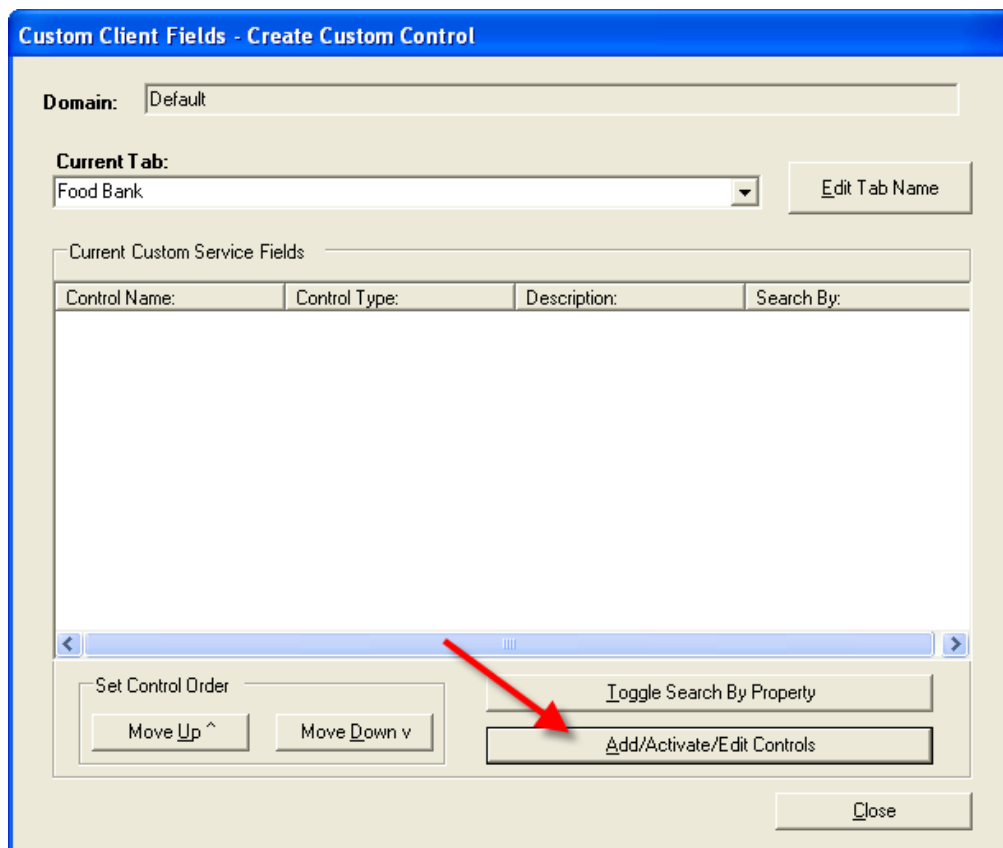 Custom Client Fields - Create Custom Control
Domain: Default
Current Tab:
Food Bank
Edit Tab Name
Current Custom Service Fields
Control Name: Control Type: Description: Search By:
Set Control Order
Toggle Search By Property
Move Up ^ Move Down v
Add/Activate/Edit Controls
Close